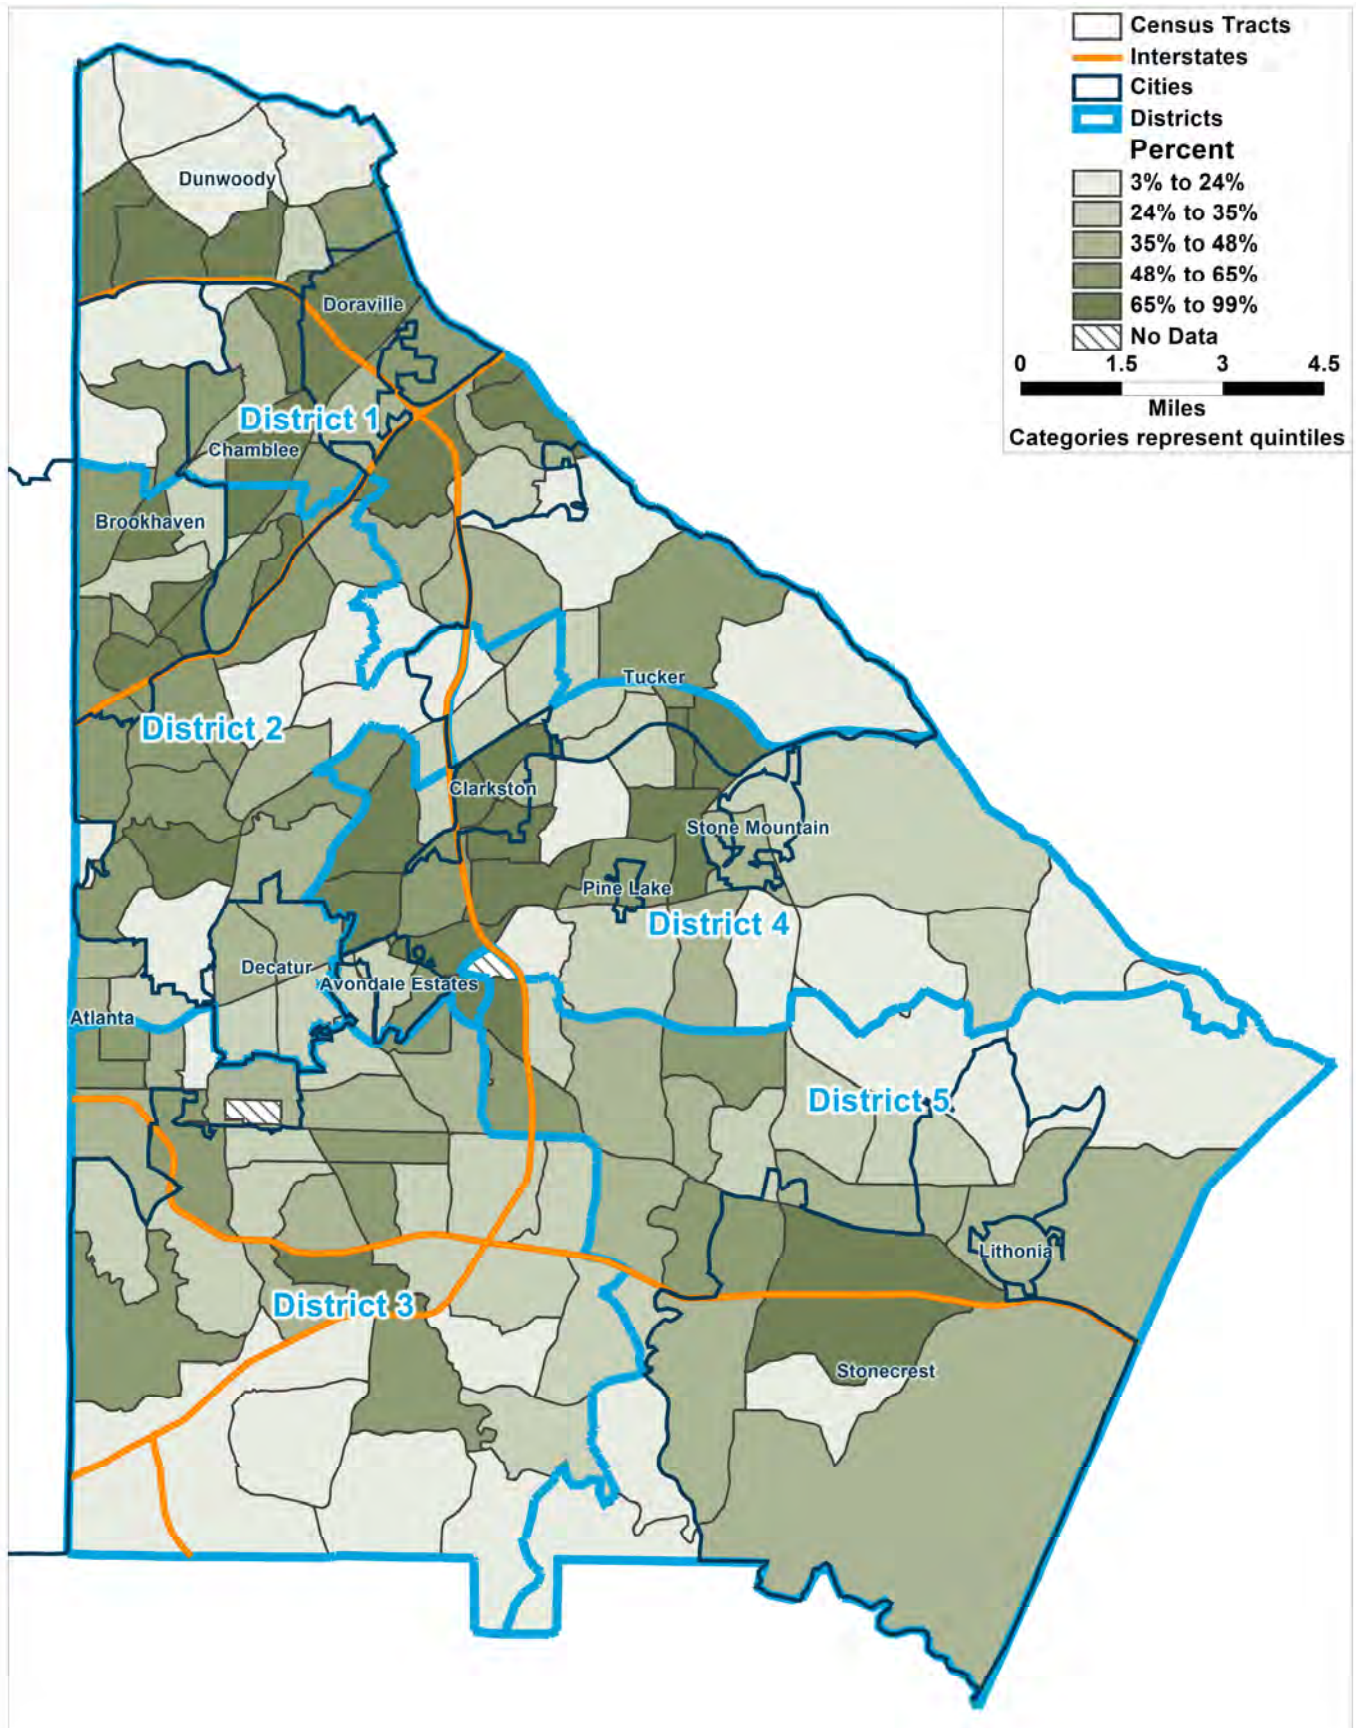 Census Tracts
Interstates
Cities
Districts
Percent
3% to 24%
24% to 35%
35% to 48%
48% to 65%
65% to 99%
No Data
0 1.5 3 4.5
Miles
Categories represent quintiles
Dunwoody
Doraville
District 1
Chamblee
Brookhaven
Tucker
District 2
Clarkston
Stone Mountain
Pine Lake
District 4
Decatur
Avondale Estates
Atlanta
District 5
Lithonia
District 3
Stonecrest